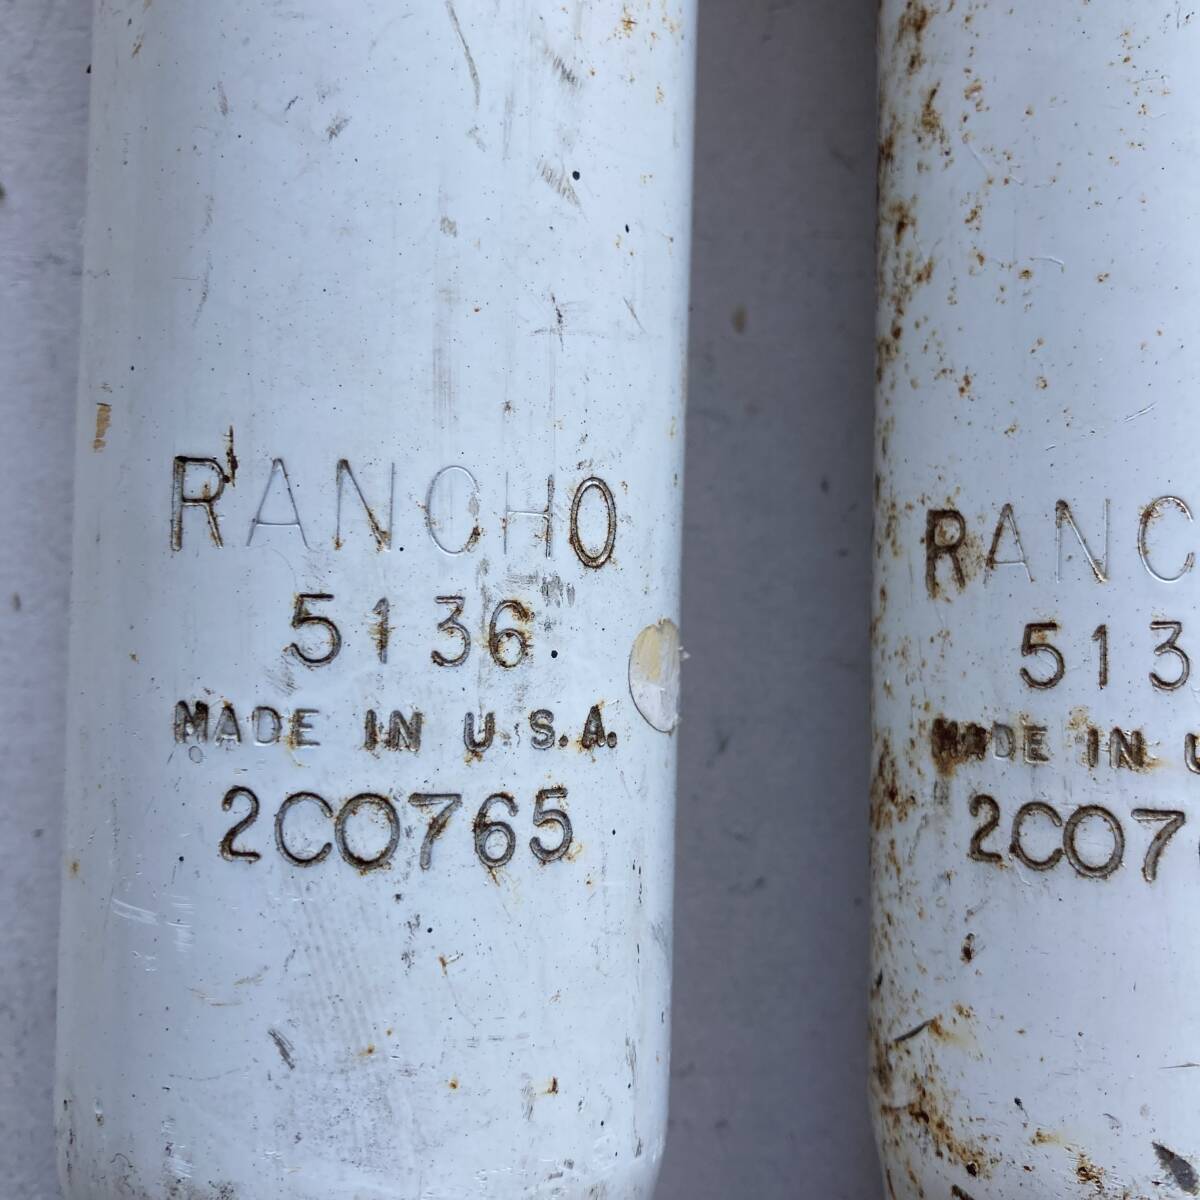 RANCHO
5136
MADE IN U.S.A.
2C0765
RANC
513
MADE IN U
2C07